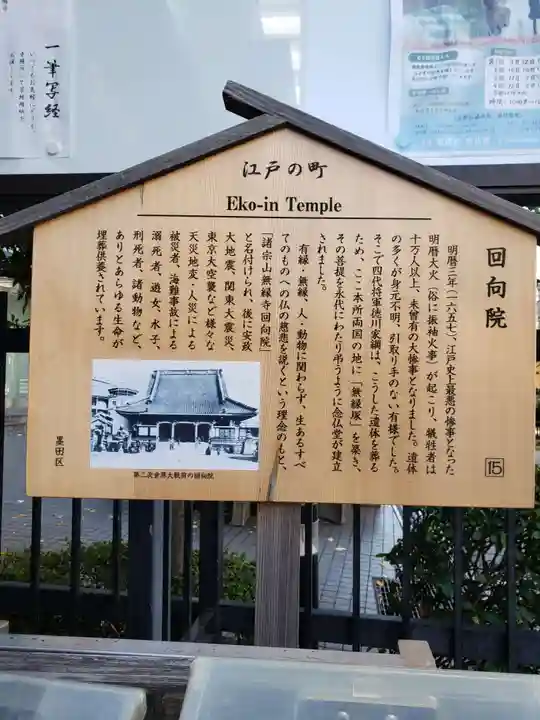 一筆写経
江戸の町
Eko-in Temple
回向院
15
明暦三年(一六五七)、江戸史上最悪の惨事となった
明暦大火(俗に振袖火事)が起こり、犠牲者は
十万人以上、未曾有の大惨事となりました。遺体
の多くが身元不明、引取り手のない有様でした。
そこで四代将軍徳川家綱は、こうした遺体を葬る
ため、ここ本所両国の地に「無縁塚」を築き、
その菩提を永代にわたり弔うように念仏堂が建立
されました。
有縁・無縁、人・動物に関わらず、生あるすべ
てのものへの仏の慈悲を説くという理念のもと、
「諸宗山無縁寺回向院」
と名付けられ、後に安政
大地震、関東大震災、
東京大空襲など様々な
天災地変・人災による
被災者、海難事故による
溺死者、遊女、水子、
刑死者、諸動物など、
ありとあらゆる生命が
埋葬供養されています。
第二次世界大戦前の回向院
墨田区